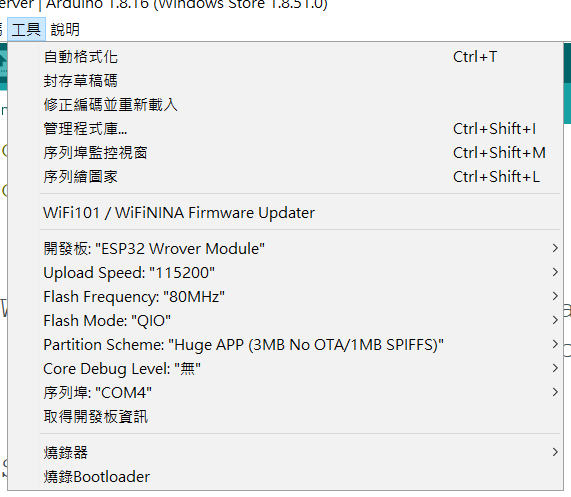 erver | Arduino 1.8.16 (Windows Store 1.8.51.0)
工具 說明
自動格式化 Ctrl+T
封存草稿碼
修正編碼並重新載入
管理程式庫... Ctrl+Shift+I
序列埠監控視窗 Ctrl+Shift+M
序列繪圖家 Ctrl+Shift+L
WiFi101 / WiFiNINA Firmware Updater
開發板: "ESP32 Wrover Module"
Upload Speed: "115200"
Flash Frequency: "80MHz"
Flash Mode: "QIO"
Partition Scheme: "Huge APP (3MB No OTA/1MB SPIFFS)"
Core Debug Level: "無"
序列埠: "COM4"
取得開發板資訊
燒錄器
燒錄Bootloader